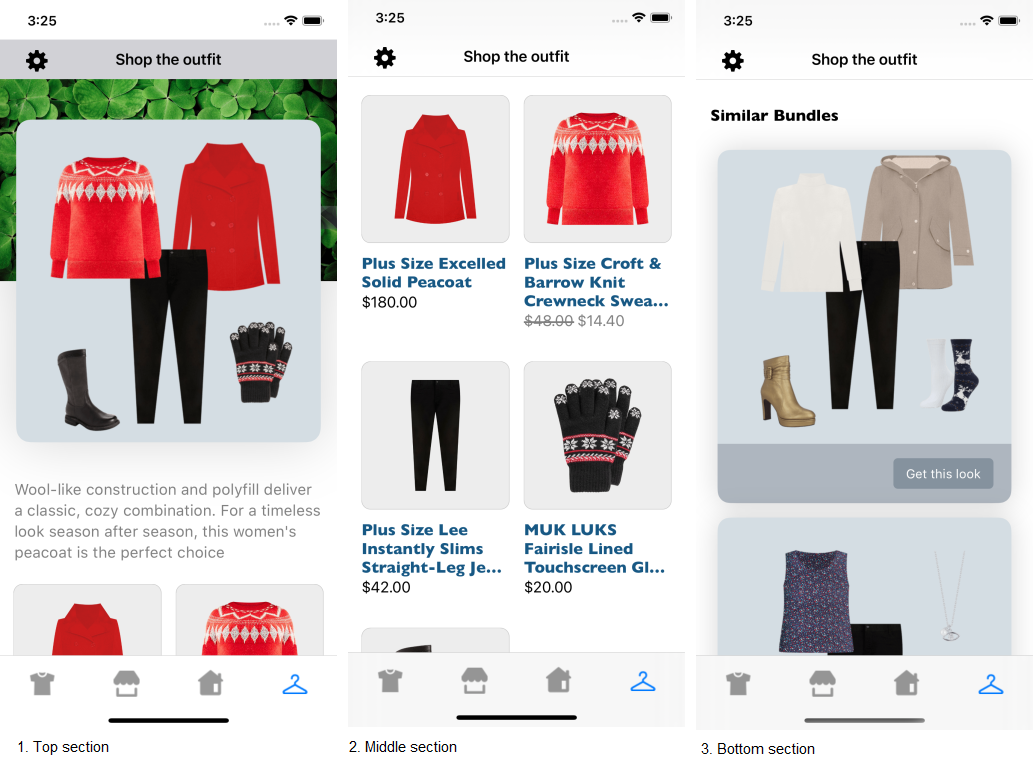 3:25
Shop the outfit
Wool-like construction and polyfill deliver
a classic, cozy combination. For a timeless
look season after season, this women's
peacoat is the perfect choice
1. Top section
3:25
Shop the outfit
Plus Size Excelled
Solid Peacoat
$180.00
Plus Size Croft &
Barrow Knit
Crewneck Swea...
$48.00 $14.40
Plus Size Lee
Instantly Slims
Straight-Leg Je...
$42.00
MUK LUKS
Fairisle Lined
Touchscreen Gl...
$20.00
2. Middle section
3:25
Shop the outfit
Similar Bundles
Get this look
3. Bottom section